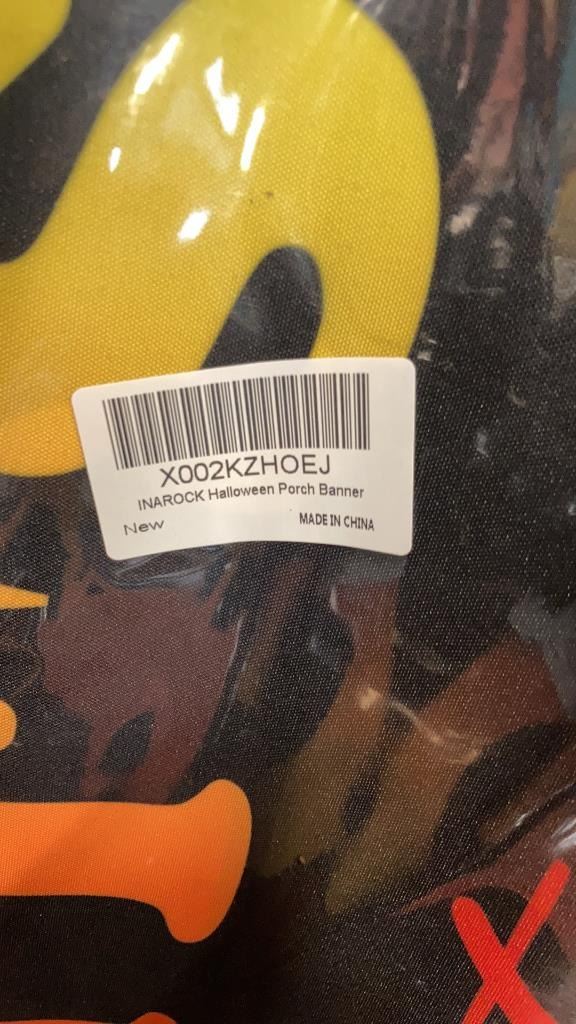 X002KZHOEJ
INAROCK Halloween Porch Banner
New
MADE IN CHINA
X